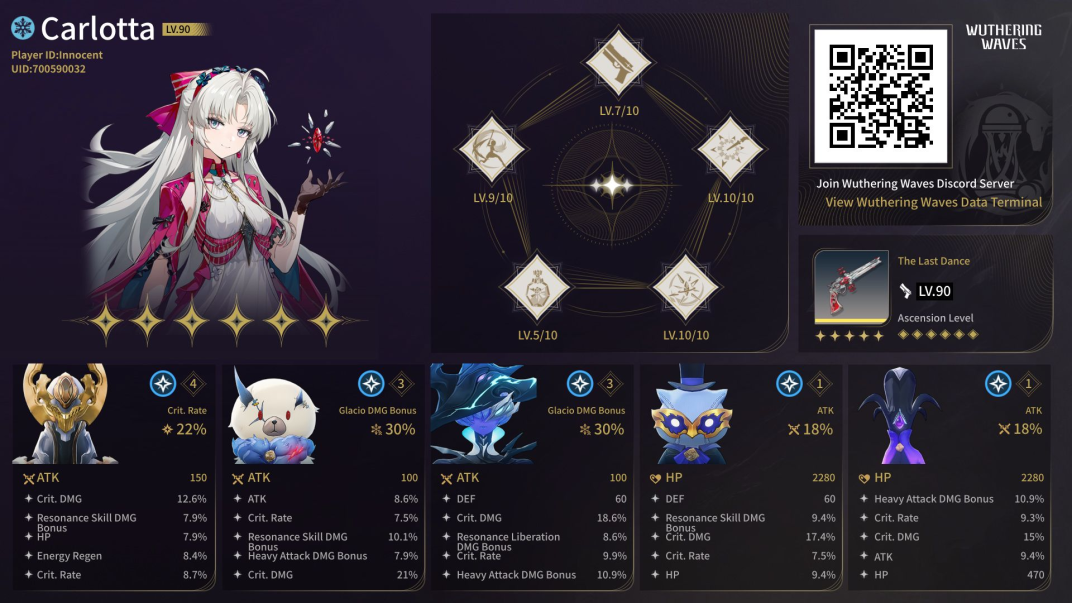 Carlotta LV.90
Player ID:Innocent
UID:700590032
LV.7/10
LV.9/10
LV.10/10
LV.5/10
LV.10/10
WUTHERING
WAVES
Join Wuthering Waves Discord Server
View Wuthering Waves Data Terminal
The Last Dance
LV.90
Ascension Level
4
Crit. Rate
22%
ATK 150
Crit. DMG 12.6%
Resonance Skill DMG 7.9%
Bonus
HP 7.9%
Energy Regen 8.4%
Crit. Rate 8.7%
3
Glacio DMG Bonus
30%
ATK 100
ATK 8.6%
Crit. Rate 7.5%
Resonance Skill DMG 10.1%
Bonus
Heavy Attack DMG Bonus 7.9%
Crit. DMG 21%
3
Glacio DMG Bonus
30%
ATK 100
DEF 60
Crit. DMG 18.6%
Resonance Liberation 8.6%
DMG Bonus
Crit. Rate 9.9%
Heavy Attack DMG Bonus 10.9%
1
ATK
18%
HP 2280
DEF 60
Resonance Skill DMG 9.4%
Bonus
Crit. DMG 17.4%
Crit. Rate 7.5%
HP 9.4%
1
ATK
18%
HP 2280
Heavy Attack DMG Bonus 10.9%
Crit. Rate 9.3%
Crit. DMG 15%
ATK 9.4%
HP 470